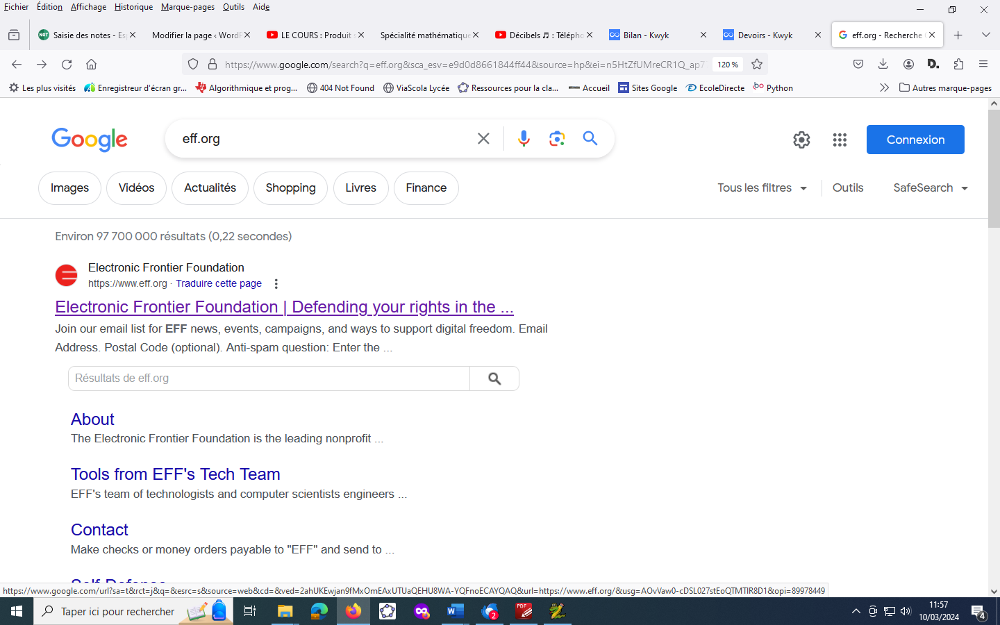 Fichier Édition Affichage Historique Marque-pages Outils Aide
Saisie des notes - Es
Modifier la page ‹ WordP
LE COURS : Produit s
Spécialité mathématique
Décibels ♫ : Télépho
Bilan - Kwyk
Devoirs - Kwyk
eff.org - Recherche
https://www.google.com/search?q=eff.org&sca_esv=e9d0d8661844ff44&source=hp&ei=n5HtZfUMreCR1Q_ap7 120 %
Les plus visités Enregistreur d'écran gr... Algorithmique et prog... 404 Not Found ViaScola Lycée Ressources pour la cla... Accueil Sites Google EcoleDirecte Python Autres marque-pages
Google eff.org Connexion
Images Vidéos Actualités Shopping Livres Finance Tous les filtres Outils SafeSearch
Environ 97 700 000 résultats (0,22 secondes)
Electronic Frontier Foundation
https://www.eff.org · Traduire cette page
Electronic Frontier Foundation | Defending your rights in the ...
Join our email list for EFF news, events, campaigns, and ways to support digital freedom. Email
Address. Postal Code (optional). Anti-spam question: Enter the ...
Résultats de eff.org
About
The Electronic Frontier Foundation is the leading nonprofit ...
Tools from EFF's Tech Team
EFF's team of technologists and computer scientists engineers ...
Contact
Make checks or money orders payable to "EFF" and send to ...
Self-Defense
https://www.google.com/url?sa=t&rct=j&q=&esrc=s&source=web&cd=&ved=2ahUKEwjan9fMxOmEAxUTUaQEHU8WA-YQFnoECAYQAQ&url=https://www.eff.org/&usg=AOvVaw0-cDSL027stEoQTMTIR8D1&opi=89978449
Taper ici pour rechercher
11:57
10/03/2024
4